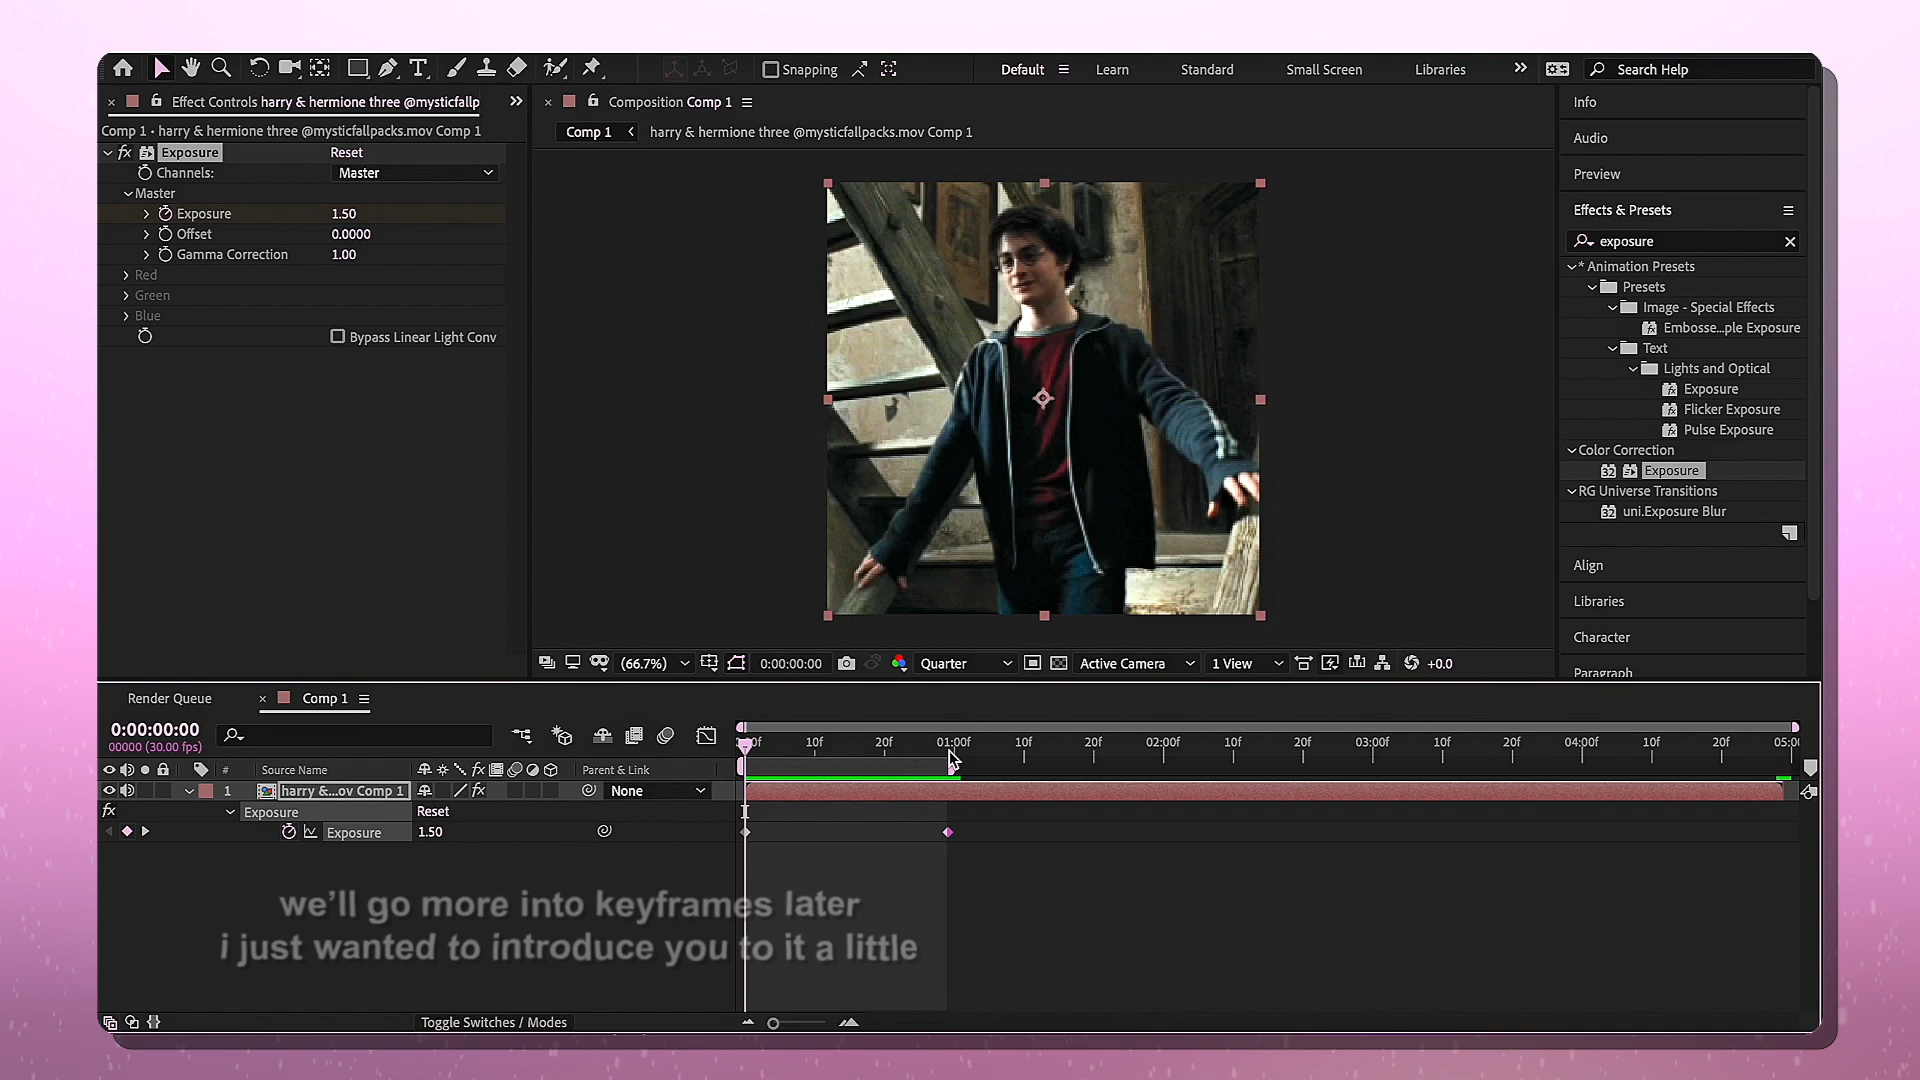 Snapping
Default
Learn
Standard
Small Screen
Libraries
Search Help
Effect Controls harry & hermione three @mysticfallp
Comp 1 • harry & hermione three @mysticfallpacks.mov Comp 1
fx Exposure Reset
Channels: Master
Master
Exposure 1.50
Offset 0.0000
Gamma Correction 1.00
Red
Green
Blue
Bypass Linear Light Conv
Composition Comp 1
Comp 1 harry & hermione three @mysticfallpacks.mov Comp 1
(66.7%) 0:00:00:00 Quarter Active Camera 1 View +0.0
Info
Audio
Preview
Effects & Presets
exposure
* Animation Presets
Presets
Image - Special Effects
Embosse...ple Exposure
Text
Lights and Optical
Exposure
Flicker Exposure
Pulse Exposure
Color Correction
32 Exposure
RG Universe Transitions
32 uni.Exposure Blur
Align
Libraries
Character
Paragraph
Render Queue Comp 1
0:00:00:00
00000 (30.00 fps)
10f 20f 01:00f 10f 20f 02:00f 10f 20f 03:00f 10f 20f 04:00f 10f 20f 05:0
# Source Name fx Parent & Link
1 harry &...ov Comp 1 fx None
fx Exposure Reset
Exposure 1.50
we'll go more into keyframes later
i just wanted to introduce you to it a little
Toggle Switches / Modes